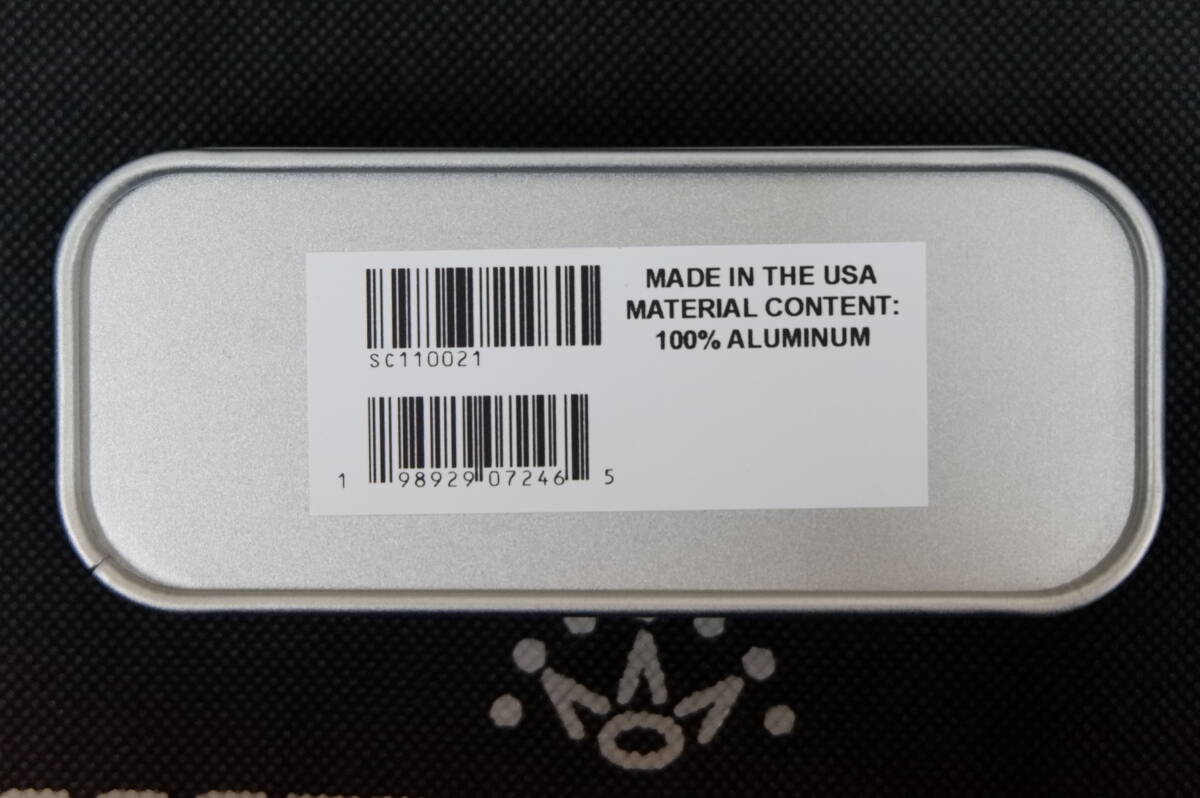 MADE IN THE USA
MATERIAL CONTENT:
100% ALUMINUM
SC110021
1 98929 07246 5